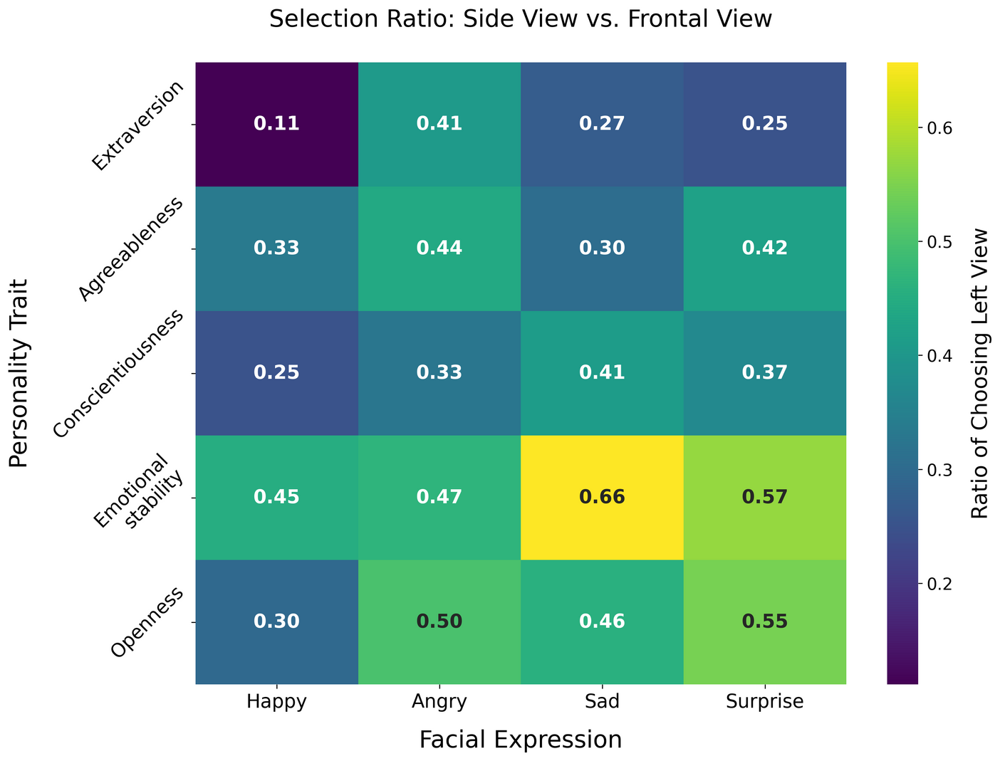 Selection Ratio: Side View vs. Frontal View
Personality Trait
Extraversion
0.11 0.41 0.27 0.25
Agreeableness
0.33 0.44 0.30 0.42
Conscientiousness
0.25 0.33 0.41 0.37
Emotional
stability
0.45 0.47 0.66 0.57
Openness
0.30 0.50 0.46 0.55
Happy Angry Sad Surprise
Facial Expression
0.6
0.5
0.4
0.3
0.2
Ratio of Choosing Left View